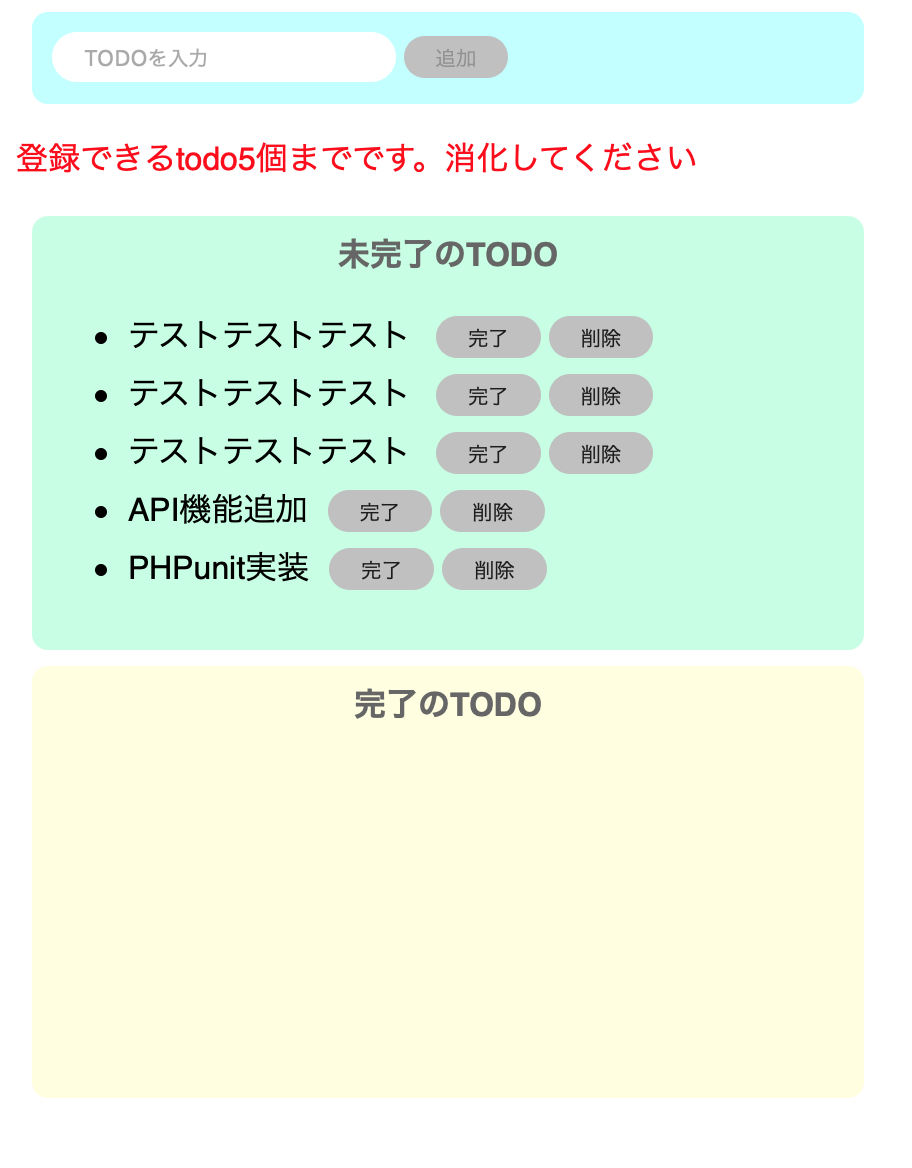 TODOを入力 追加
登録できるtodo5個までです。消化してください
未完了のTODO
テストテストテスト 完了 削除
テストテストテスト 完了 削除
テストテストテスト 完了 削除
API機能追加 完了 削除
PHPunit実装 完了 削除
完了のTODO